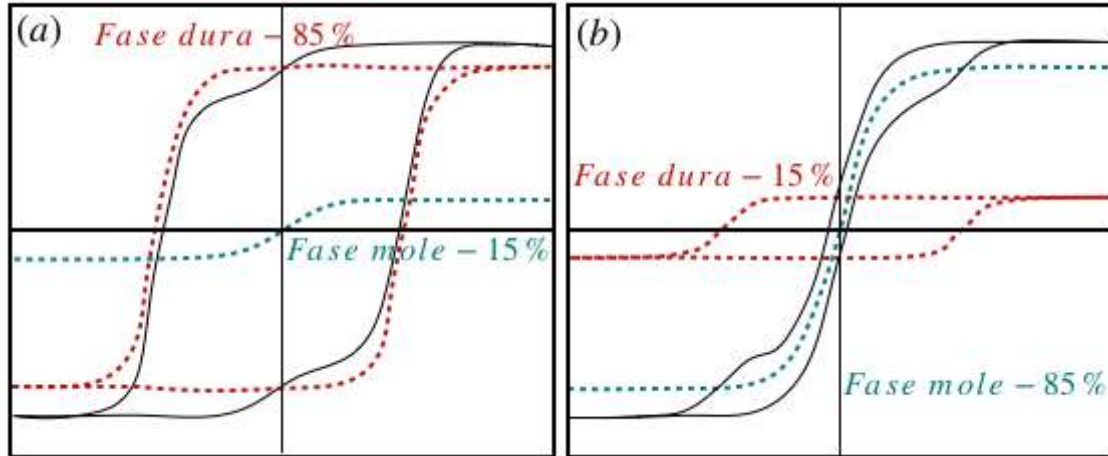 (a)
Fase dura – 85 %
Fase mole – 15 %
(b)
Fase dura – 15 %
Fase mole – 85 %